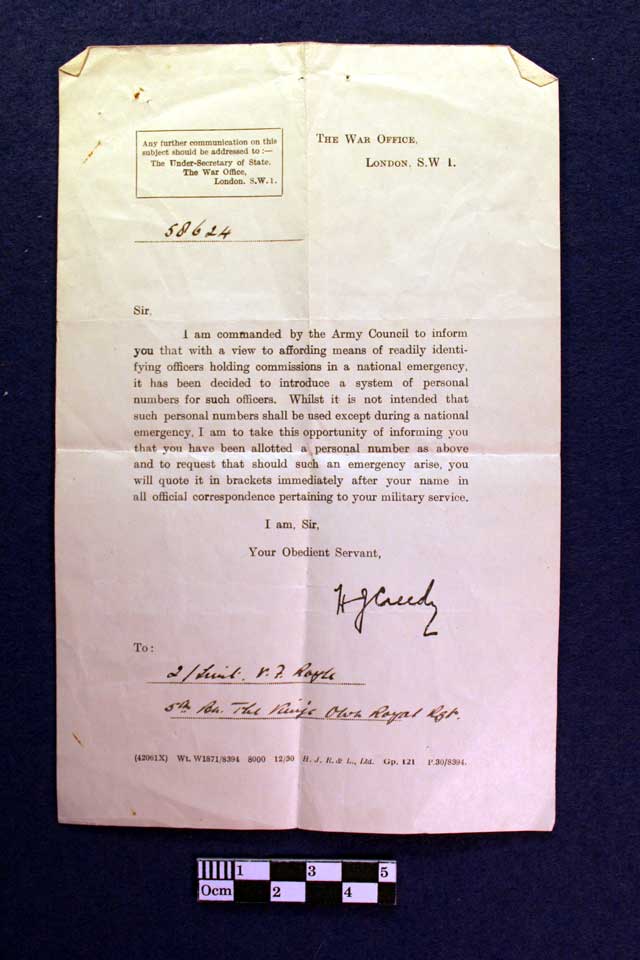 Any further communication on this
subject should be addressed to :—
The Under-Secretary of State,
The War Office,
London. S.W.1.
THE WAR OFFICE,
LONDON, S.W 1.
58624
Sir,
I am commanded by the Army Council to inform
you that with a view to affording means of readily identi-
fying officers holding commissions in a national emergency,
it has been decided to introduce a system of personal
numbers for such officers. Whilst it is not intended that
such personal numbers shall be used except during a national
emergency, I am to take this opportunity of informing you
that you have been allotted a personal number as above
and to request that should such an emergency arise, you
will quote it in brackets immediately after your name in
all official correspondence pertaining to your military service.
I am, Sir,
Your Obedient Servant,
H J Creedy
To:
2/Lieut. V. F. Royle
5th Bn. The King's Own Royal Rgt.
(42061X) Wt. W1871/8394 8000 12/30 H. J. R. & L., Ltd. Gp. 121 P.30/8394.
1 3 5
0cm 2 4